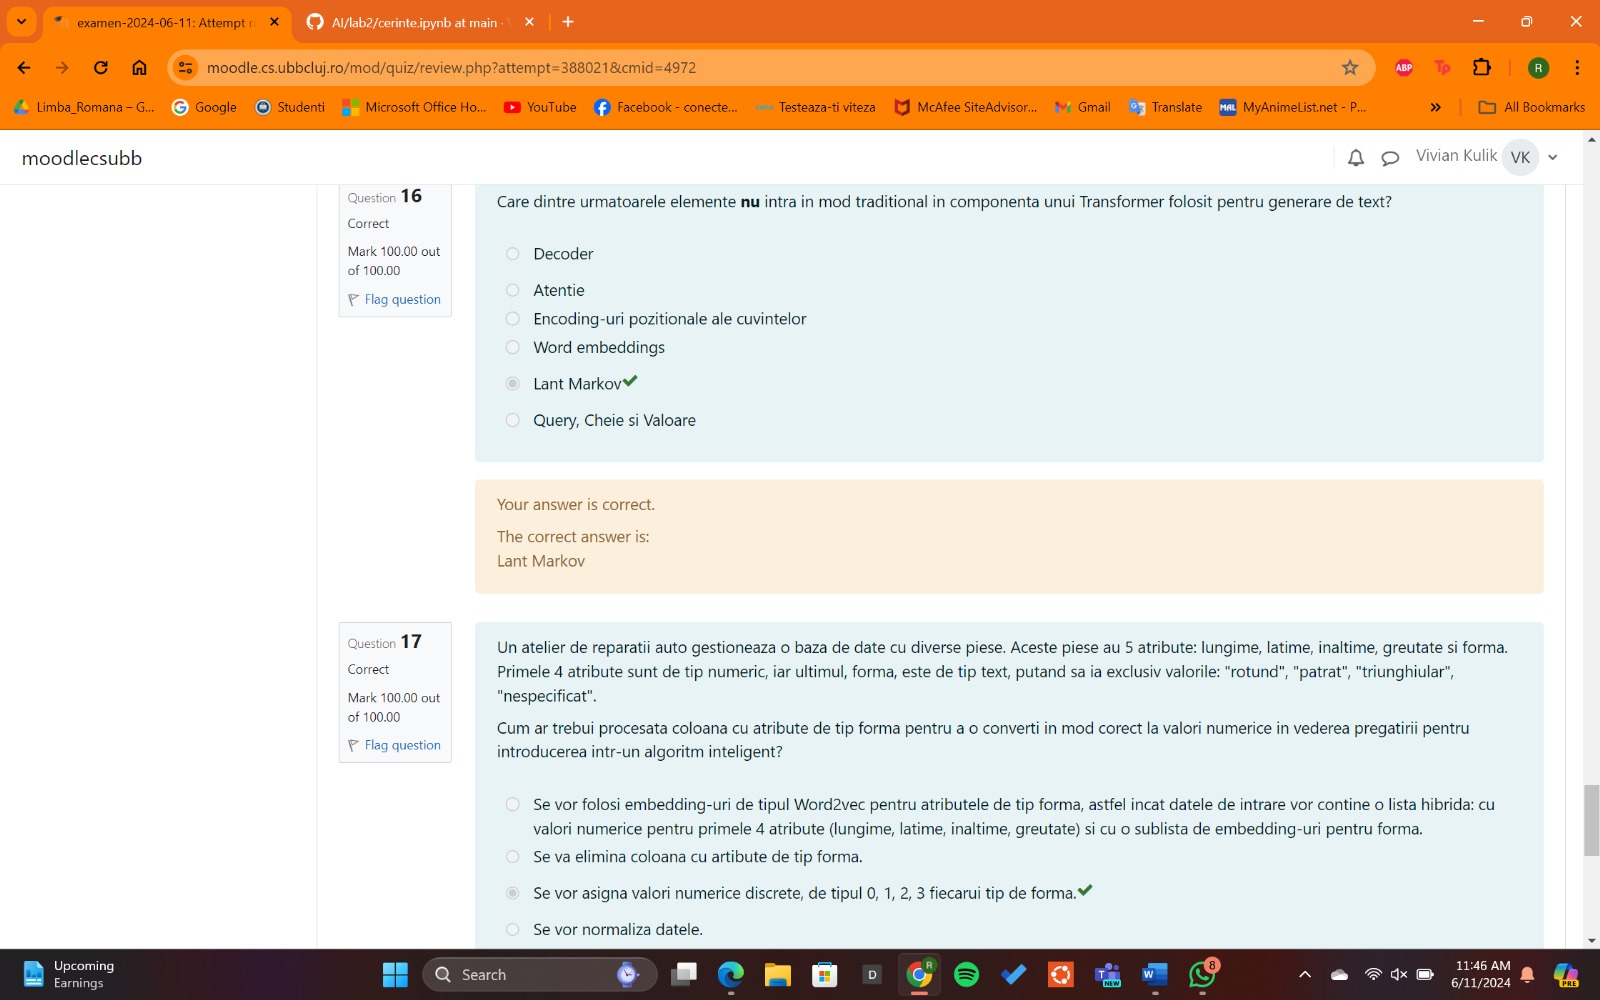 examen-2024-06-11: Attempt r
AI/lab2/cerinte.ipynb at main ·
moodle.cs.ubbcluj.ro/mod/quiz/review.php?attempt=388021&cmid=4972
ABP
Tp
R
Limba_Romana – G...
Google
Studenti
Microsoft Office Ho...
YouTube
Facebook - conecte...
Testeaza-ti viteza
McAfee SiteAdvisor...
Gmail
Translate
MAL MyAnimeList.net - P...
»
All Bookmarks
moodlecsubb
Vivian Kulik VK
Question 16
Correct
Mark 100.00 out
of 100.00
Flag question
Care dintre urmatoarele elemente nu intra in mod traditional in componenta unui Transformer folosit pentru generare de text?
Decoder
Atentie
Encoding-uri pozitionale ale cuvintelor
Word embeddings
Lant Markov
Query, Cheie si Valoare
Your answer is correct.
The correct answer is:
Lant Markov
Question 17
Correct
Mark 100.00 out
of 100.00
Flag question
Un atelier de reparatii auto gestioneaza o baza de date cu diverse piese. Aceste piese au 5 atribute: lungime, latime, inaltime, greutate si forma.
Primele 4 atribute sunt de tip numeric, iar ultimul, forma, este de tip text, putand sa ia exclusiv valorile: "rotund", "patrat", "triunghiular",
"nespecificat".
Cum ar trebui procesata coloana cu atribute de tip forma pentru a o converti in mod corect la valori numerice in vederea pregatirii pentru
introducerea intr-un algoritm inteligent?
Se vor folosi embedding-uri de tipul Word2vec pentru atributele de tip forma, astfel incat datele de intrare vor contine o lista hibrida: cu
valori numerice pentru primele 4 atribute (lungime, latime, inaltime, greutate) si cu o sublista de embedding-uri pentru forma.
Se va elimina coloana cu artibute de tip forma.
Se vor asigna valori numerice discrete, de tipul 0, 1, 2, 3 fiecarui tip de forma.
Se vor normaliza datele.
Upcoming
Earnings
Search
D
R
NEW
8
11:46 AM
6/11/2024
PRE